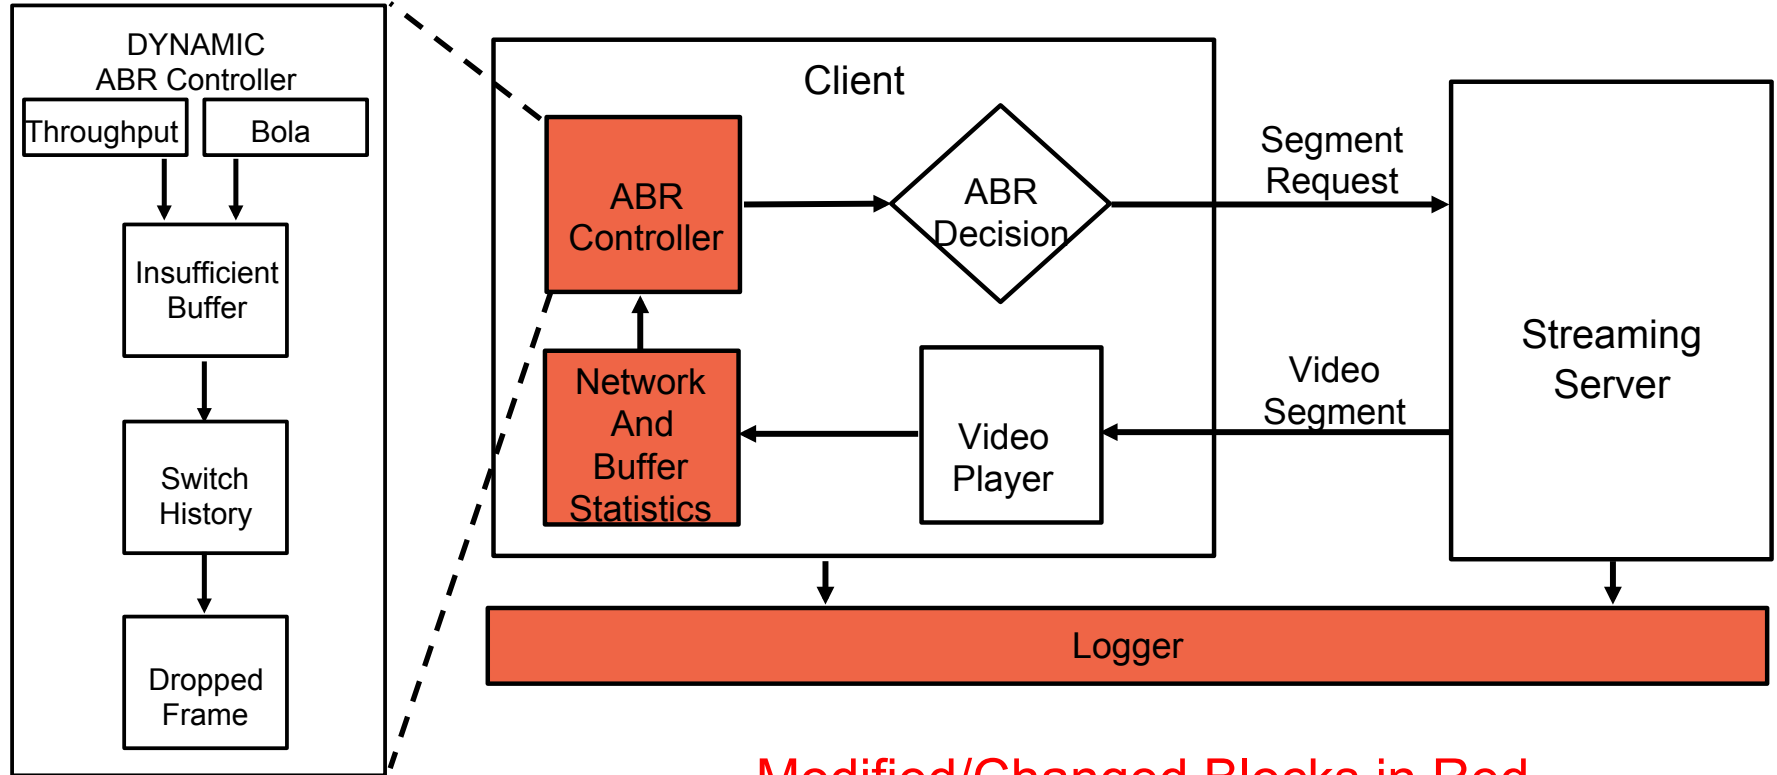 DYNAMIC
ABR Controller
Throughput
Bola
Insufficient
Buffer
Switch
History
Dropped
Frame
Client
ABR
Controller
ABR
Decision
Network
And
Buffer
Statistics
Video
Player
Segment
Request
Video
Segment
Streaming
Server
Logger
Modified/Changed Blocks in Red